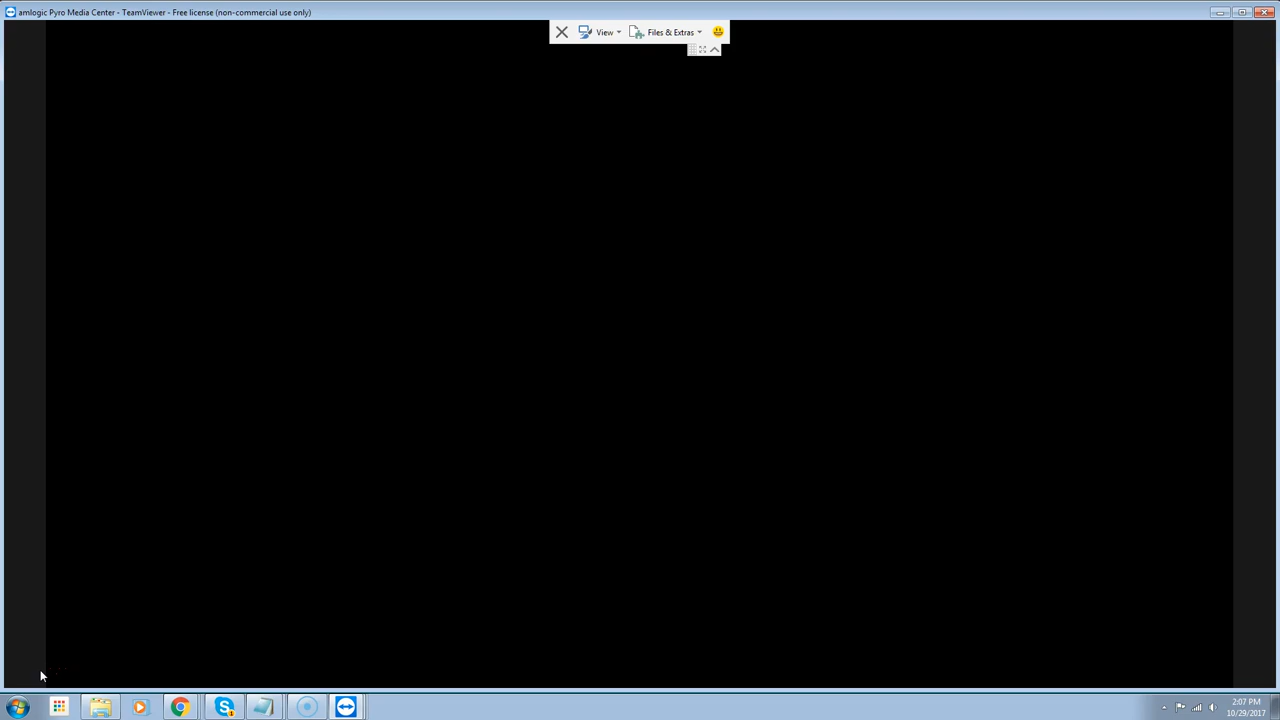 amlogic Pyro Media Center - TeamViewer - Free license (non-commercial use only)
View
Files & Extras
1
2:07 PM
10/29/2017